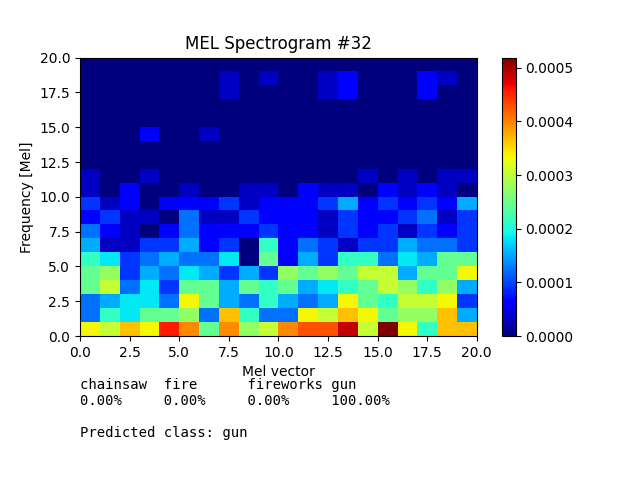 MEL Spectrogram #32
Frequency [Mel]
20.0
17.5
15.0
12.5
10.0
7.5
5.0
2.5
0.0
0.0 2.5 5.0 7.5 10.0 12.5 15.0 17.5 20.0
Mel vector
0.0005
0.0004
0.0003
0.0002
0.0001
0.0000
chainsaw fire fireworks gun
0.00% 0.00% 0.00% 100.00%
Predicted class: gun